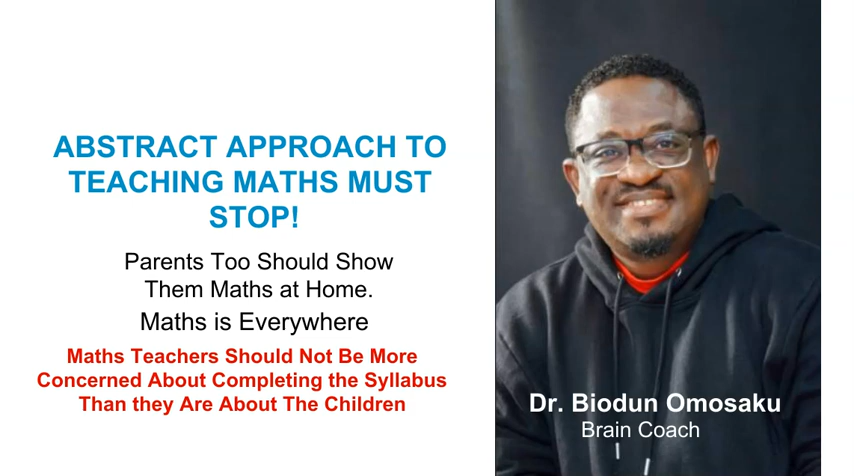 ABSTRACT APPROACH TO
TEACHING MATHS MUST
STOP!
Parents Too Should Show
Them Maths at Home.
Maths is Everywhere
Maths Teachers Should Not Be More
Concerned About Completing the Syllabus
Than they Are About The Children
Dr. Biodun Omosaku
Brain Coach